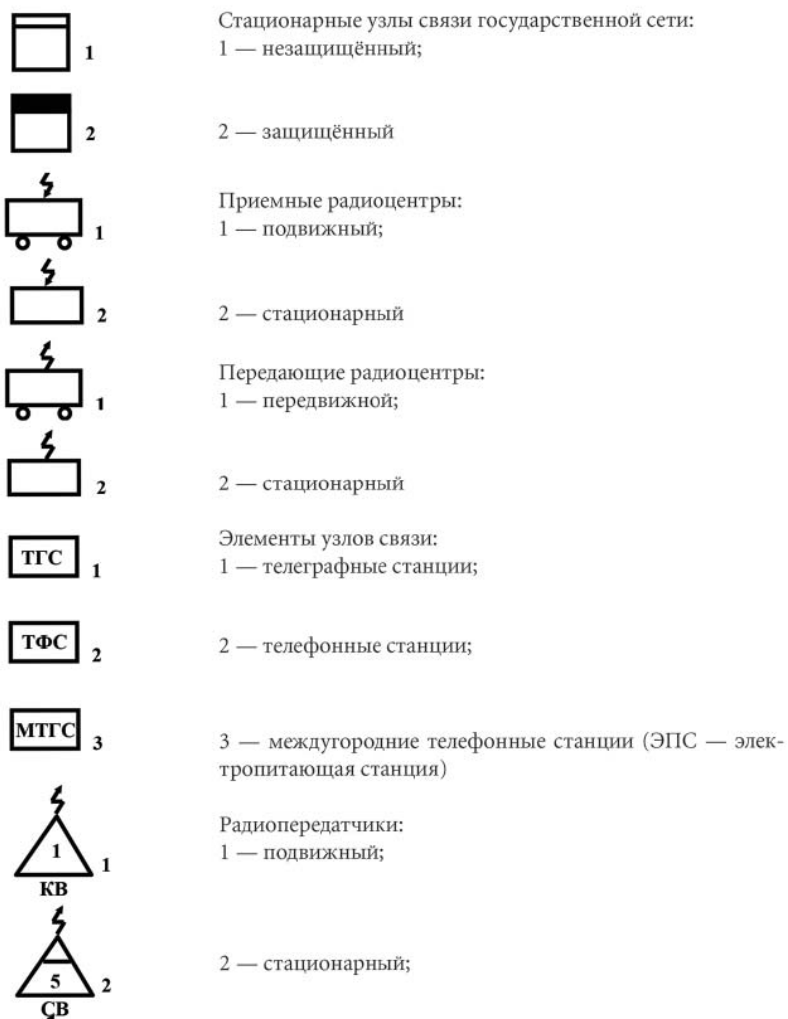 Стационарные узлы связи государственной сети:
1 1 — незащищённый;
2 2 — защищённый
Приемные радиоцентры:
1 1 — подвижный;
2 2 — стационарный
Передающие радиоцентры:
1 1 — передвижной;
2 2 — стационарный
Элементы узлов связи:
ТГС 1 1 — телеграфные станции;
ТФС 2 2 — телефонные станции;
МТГС 3 3 — междугородние телефонные станции (ЭПС — элек-
тропитающая станция)
Радиопередатчики:
1 1 1 — подвижный;
КВ
5 2 2 — стационарный;
СВ